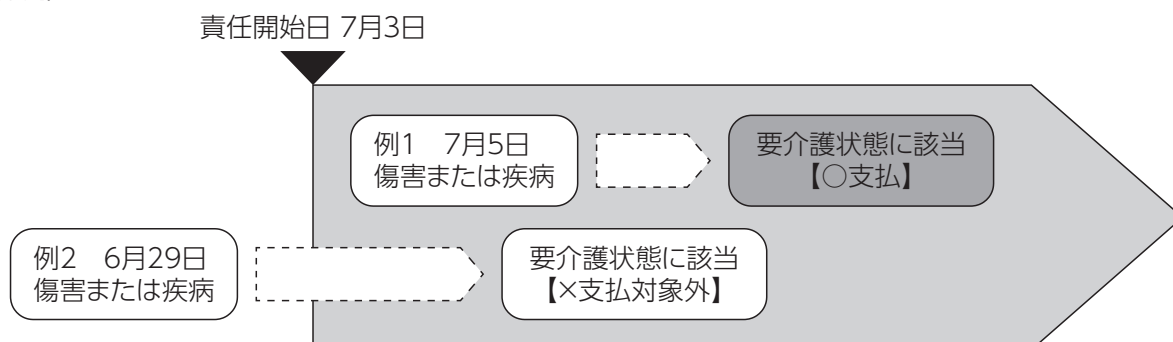 責任開始日 7月3日
例1　7月5日
傷害または疾病
要介護状態に該当
【○支払】
例2　6月29日
傷害または疾病
要介護状態に該当
【×支払対象外】